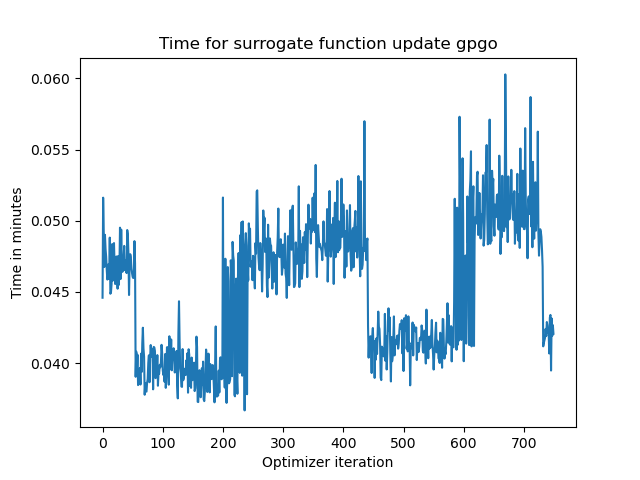 Time for surrogate function update gpgo
0.060
0.055
0.050
0.045
0.040
Time in minutes
0 100 200 300 400 500 600 700
Optimizer iteration